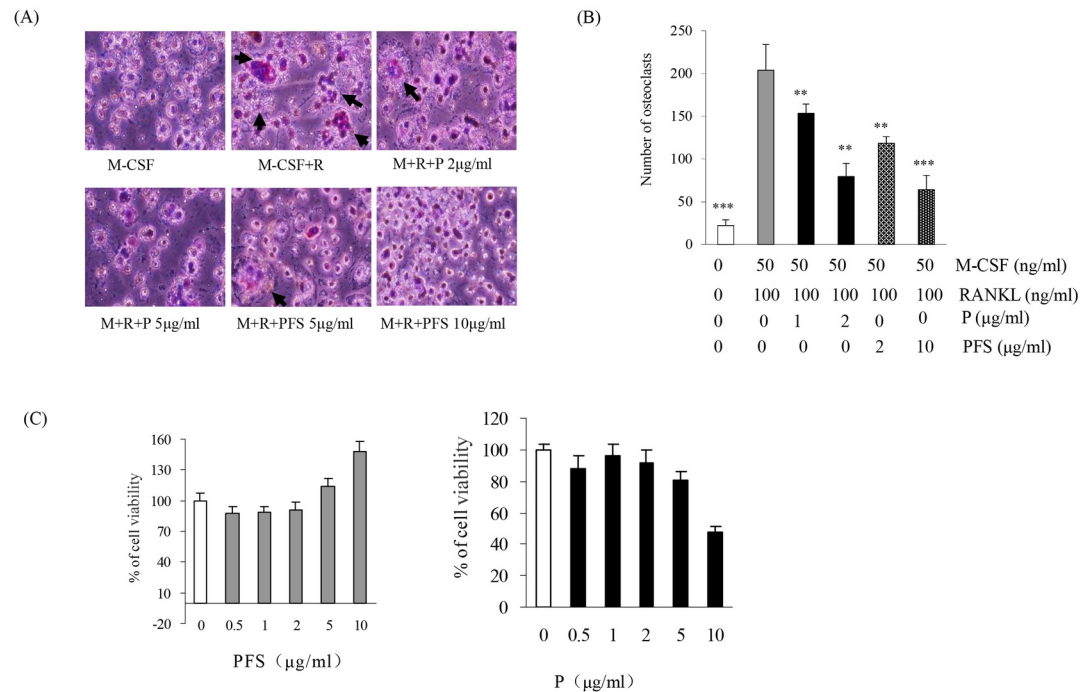 (A)
M-CSF
M-CSF+R
M+R+P 2μg/ml
M+R+P 5μg/ml
M+R+PFS 5μg/ml
M+R+PFS 10μg/ml
(B)
Number of osteoclasts
250
200
150
100
50
0
***
**
**
**
***
0 50 50 50 50 50 M-CSF (ng/ml)
0 100 100 100 100 100 RANKL (ng/ml)
0 0 1 2 0 0 P (μg/ml)
0 0 0 0 2 10 PFS (μg/ml)
(C)
% of cell viability
160
130
100
70
40
10
-20
0 0.5 1 2 5 10
PFS (μg/ml)
% of cell viability
120
100
80
60
40
20
0
0 0.5 1 2 5 10
P (μg/ml)